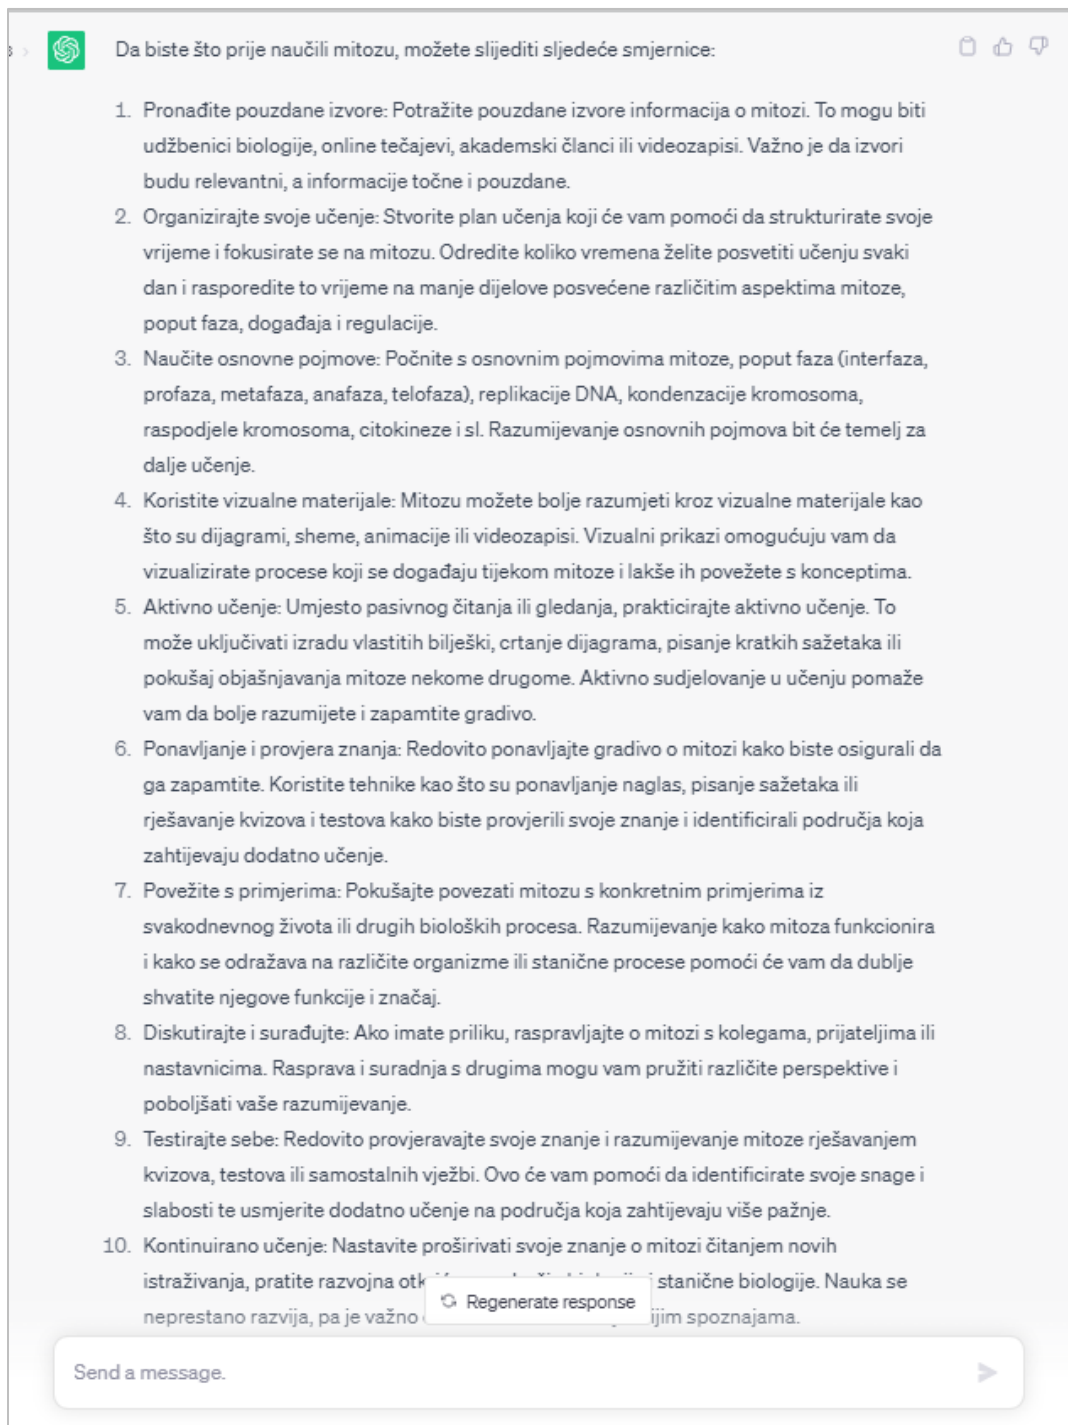 Da biste što prije naučili mitozu, možete slijediti sljedeće smjernice:
1. Pronađite pouzdane izvore: Potražite pouzdane izvore informacija o mitozi. To mogu biti
udžbenici biologije, online tečajevi, akademski članci ili videozapisi. Važno je da izvori
budu relevantni, a informacije točne i pouzdane.
2. Organizirajte svoje učenje: Stvorite plan učenja koji će vam pomoći da strukturirate svoje
vrijeme i fokusirate se na mitozu. Odredite koliko vremena želite posvetiti učenju svaki
dan i rasporedite to vrijeme na manje dijelove posvećene različitim aspektima mitoze,
poput faza, događaja i regulacije.
3. Naučite osnovne pojmove: Počnite s osnovnim pojmovima mitoze, poput faza (interfaza,
profaza, metafaza, anafaza, telofaza), replikacije DNA, kondenzacije kromosoma,
raspodjele kromosoma, citokineze i sl. Razumijevanje osnovnih pojmova bit će temelj za
dalje učenje.
4. Koristite vizualne materijale: Mitozu možete bolje razumjeti kroz vizualne materijale kao
što su dijagrami, sheme, animacije ili videozapisi. Vizualni prikazi omogućuju vam da
vizualizirate procese koji se događaju tijekom mitoze i lakše ih povežete s konceptima.
5. Aktivno učenje: Umjesto pasivnog čitanja ili gledanja, prakticirajte aktivno učenje. To
može uključivati izradu vlastitih bilješki, crtanje dijagrama, pisanje kratkih sažetaka ili
pokušaj objašnjavanja mitoze nekome drugome. Aktivno sudjelovanje u učenju pomaže
vam da bolje razumijete i zapamtite gradivo.
6. Ponavljanje i provjera znanja: Redovito ponavljajte gradivo o mitozi kako biste osigurali da
ga zapamtite. Koristite tehnike kao što su ponavljanje naglas, pisanje sažetaka ili
rješavanje kvizova i testova kako biste provjerili svoje znanje i identificirali područja koja
zahtijevaju dodatno učenje.
7. Povežite s primjerima: Pokušajte povezati mitozu s konkretnim primjerima iz
svakodnevnog života ili drugih bioloških procesa. Razumijevanje kako mitoza funkcionira
i kako se odražava na različite organizme ili stanične procese pomoći će vam da dublje
shvatite njegove funkcije i značaj.
8. Diskutirajte i surađujte: Ako imate priliku, raspravljajte o mitozi s kolegama, prijateljima ili
nastavnicima. Rasprava i suradnja s drugima mogu vam pružiti različite perspektive i
poboljšati vaše razumijevanje.
9. Testirajte sebe: Redovito provjeravajte svoje znanje i razumijevanje mitoze rješavanjem
kvizova, testova ili samostalnih vježbi. Ovo će vam pomoći da identificirate svoje snage i
slabosti te usmjerite dodatno učenje na područja koja zahtijevaju više pažnje.
10. Kontinuirano učenje: Nastavite proširivati svoje znanje o mitozi čitanjem novih
istraživanja, pratite razvojna stanične biologije. Nauka se
Regenerate response
neprestano razvija, pa je važno spoznajama.
Send a message.